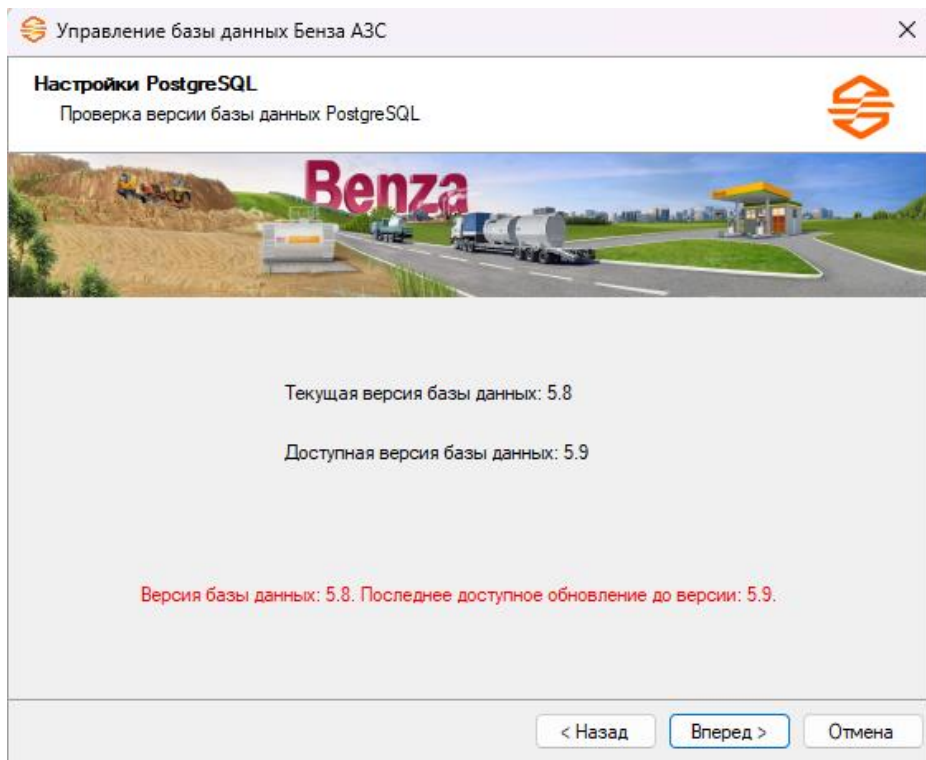 Управление базы данных Бенза АЗС
Настройки PostgreSQL
Проверка версии базы данных PostgreSQL
Benza
Текущая версия базы данных: 5.8
Доступная версия базы данных: 5.9
Версия базы данных: 5.8. Последнее доступное обновление до версии: 5.9.
< Назад
Вперед >
Отмена